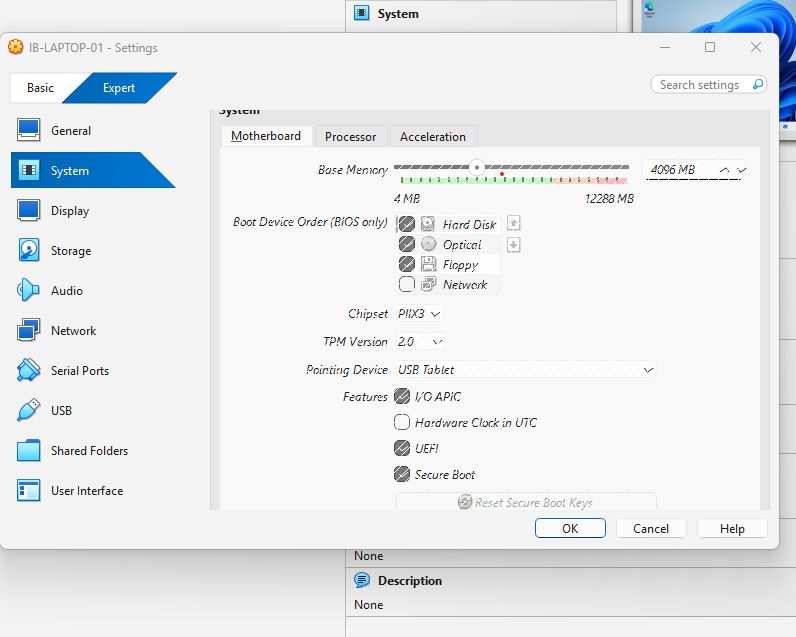 System
IB-LAPTOP-01 - Settings
Basic
Expert
Search settings
General
System
Display
Storage
Audio
Network
Serial Ports
USB
Shared Folders
User Interface
System
Motherboard
Processor
Acceleration
Base Memory
4096 MB
4 MB
12288 MB
Boot Device Order (BIOS only)
Hard Disk
Optical
Floppy
Network
Chipset
PIIX3
TPM Version
2.0
Pointing Device
USB Tablet
Features
I/O APIC
Hardware Clock in UTC
UEFI
Secure Boot
Reset Secure Boot Keys
OK
Cancel
Help
None
Description
None